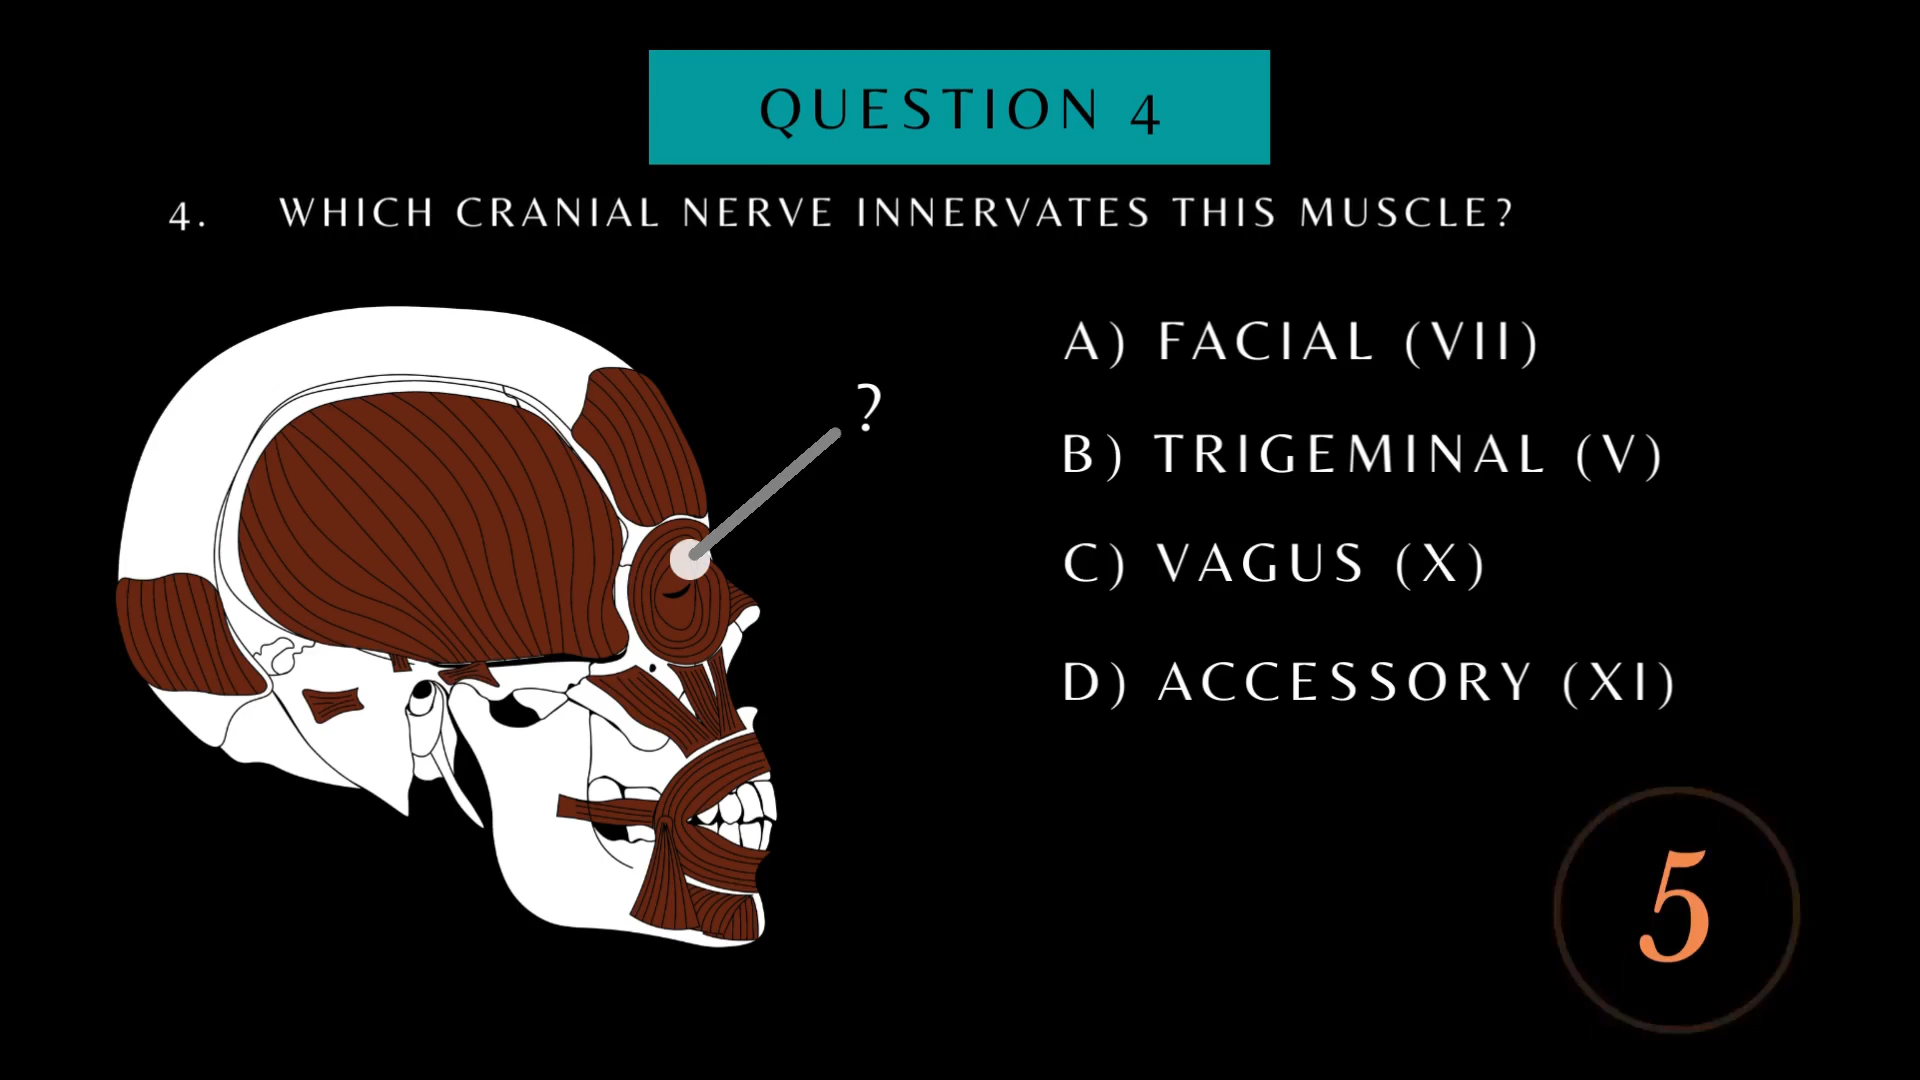 QUESTION 4
4. WHICH CRANIAL NERVE INNERVATES THIS MUSCLE?
?
A) FACIAL (VII)
B) TRIGEMINAL (V)
C) VAGUS (X)
D) ACCESSORY (XI)
5